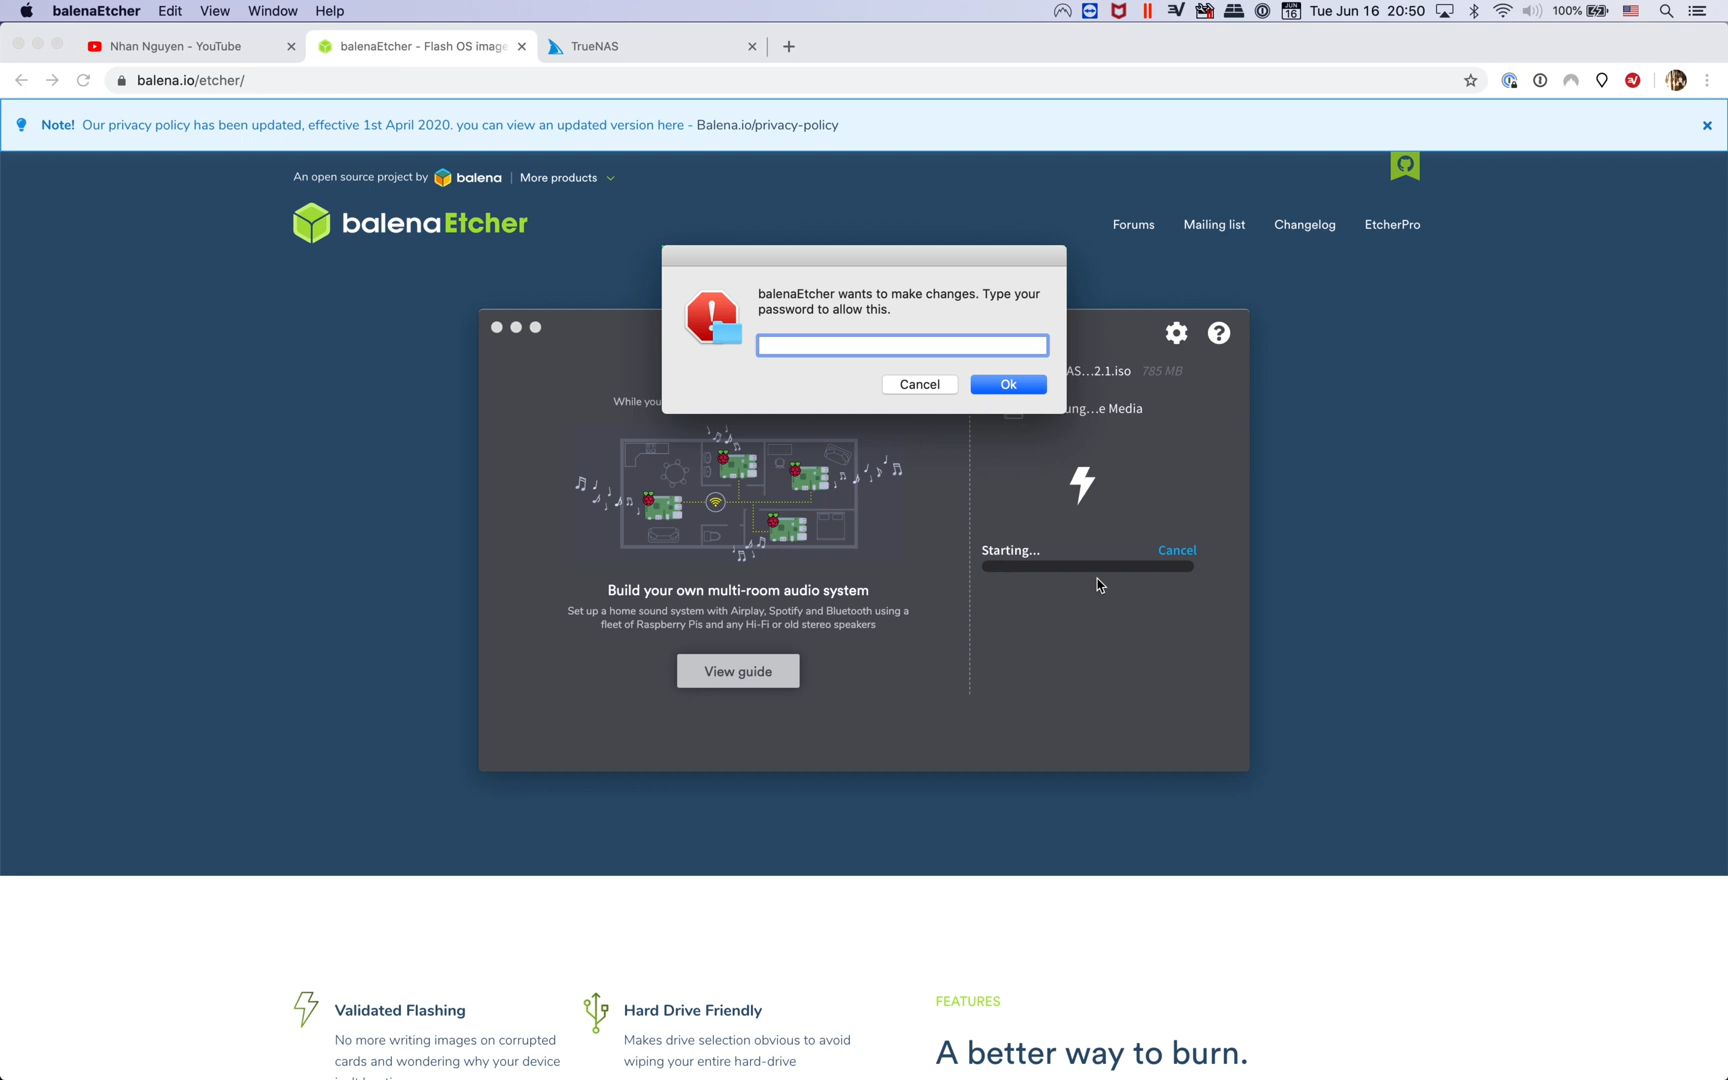 balenaEtcher Edit View Window Help
JUN 16 Tue Jun 16 20:50 100%
Nhan Nguyen - YouTube
balenaEtcher - Flash OS image
TrueNAS
balena.io/etcher/
Note! Our privacy policy has been updated, effective 1st April 2020. you can view an updated version here - Balena.io/privacy-policy
An open source project by balena More products
balenaEtcher
Forums Mailing list Changelog EtcherPro
balenaEtcher wants to make changes. Type your
password to allow this.
Cancel Ok
AS...2.1.iso 785 MB
ung...e Media
While you
Starting... Cancel
Build your own multi-room audio system
Set up a home sound system with Airplay, Spotify and Bluetooth using a
fleet of Raspberry Pis and any Hi-Fi or old stereo speakers
View guide
Validated Flashing
No more writing images on corrupted
cards and wondering why your device
Hard Drive Friendly
Makes drive selection obvious to avoid
wiping your entire hard-drive
FEATURES
A better way to burn.